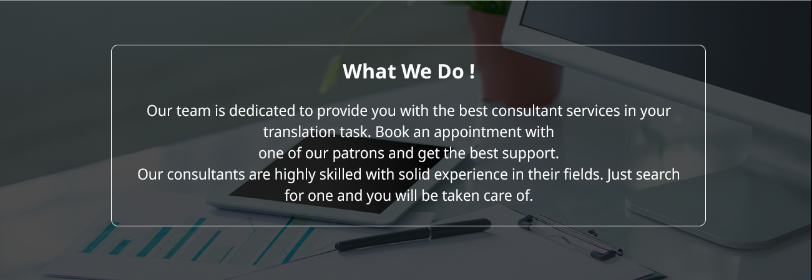 What We Do !
Our team is dedicated to provide you with the best consultant services in your
translation task. Book an appointment with
one of our patrons and get the best support.
Our consultants are highly skilled with solid experience in their fields. Just search
for one and you will be taken care of.